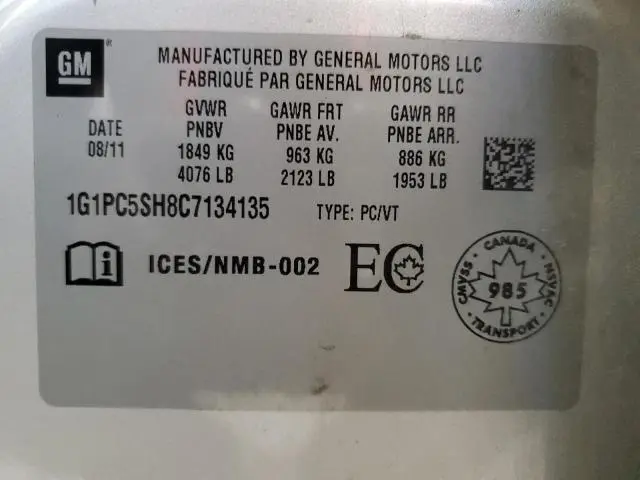 GM
®
MANUFACTURED BY GENERAL MOTORS LLC
FABRIQUÉ PAR GENERAL MOTORS LLC
DATE
08/11
GVWR
PNBV
1849 KG
4076 LB
GAWR FRT
PNBE AV.
963 KG
2123 LB
GAWR RR
PNBE ARR.
886 KG
1953 LB
1G1PC5SH8C7134135 TYPE: PC/VT
i ICES/NMB-002 EC
CANADA
CMVSS • NSVAC
985
TRANSPORT